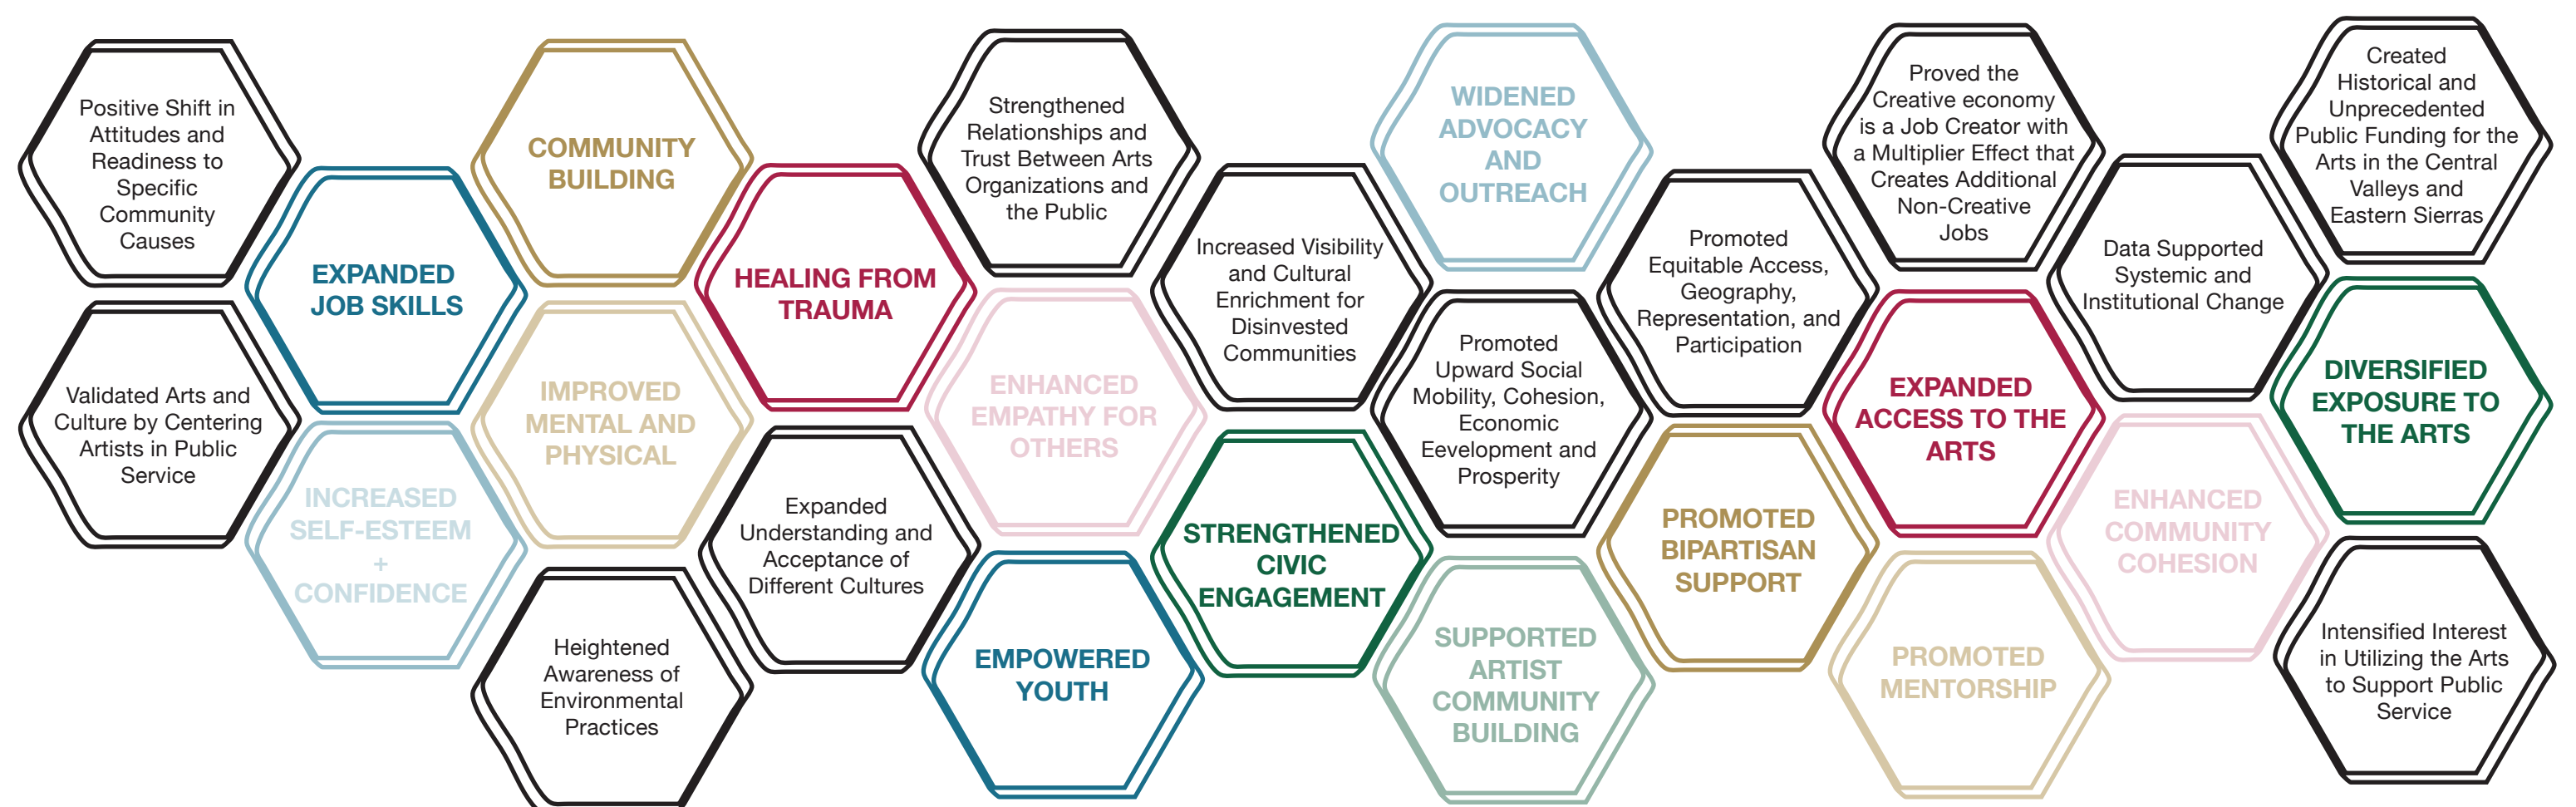 Positive Shift in
Attitudes and
Readiness to
Specific
Community
Causes
Validated Arts and
Culture by Centering
Artists in Public
Service
EXPANDED
JOB SKILLS
INCREASED
SELF-ESTEEM
+
CONFIDENCE
COMMUNITY
BUILDING
IMPROVED
MENTAL AND
PHYSICAL
Heightened
Awareness of
Environmental
Practices
HEALING FROM
TRAUMA
Expanded
Understanding and
Acceptance of
Different Cultures
Strengthened
Relationships and
Trust Between Arts
Organizations and
the Public
ENHANCED
EMPATHY FOR
OTHERS
EMPOWERED
YOUTH
Increased Visibility
and Cultural
Enrichment for
Disinvested
Communities
STRENGTHENED
CIVIC
ENGAGEMENT
WIDENED
ADVOCACY
AND
OUTREACH
Promoted
Upward Social
Mobility, Cohesion,
Economic
Eevelopment and
Prosperity
SUPPORTED
ARTIST
COMMUNITY
BUILDING
Promoted
Equitable Access,
Geography,
Representation, and
Participation
PROMOTED
BIPARTISAN
SUPPORT
Proved the
Creative economy
is a Job Creator with
a Multiplier Effect that
Creates Additional
Non-Creative
Jobs
EXPANDED
ACCESS TO THE
ARTS
PROMOTED
MENTORSHIP
Data Supported
Systemic and
Institutional Change
ENHANCED
COMMUNITY
COHESION
Created
Historical and
Unprecedented
Public Funding for the
Arts in the Central
Valleys and
Eastern Sierras
DIVERSIFIED
EXPOSURE TO
THE ARTS
Intensified Interest
in Utilizing the Arts
to Support Public
Service